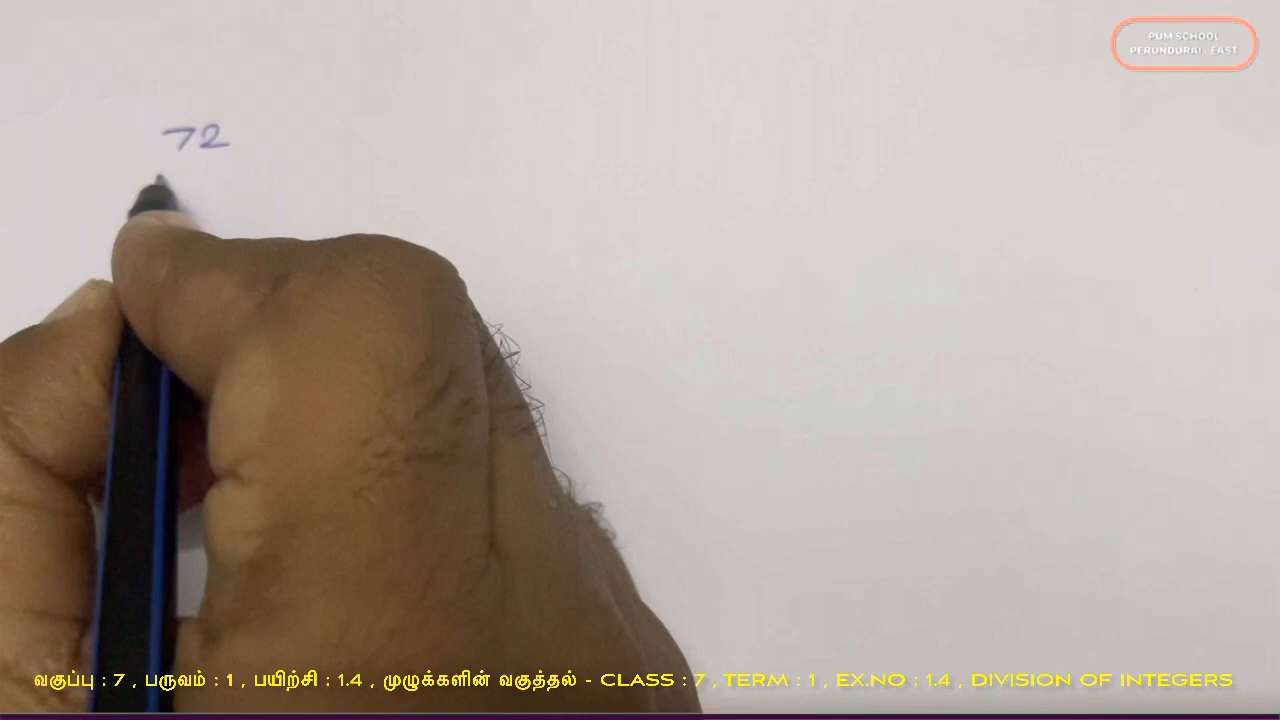 PUM SCHOOL
PERUNDURAI - EAST
72
வகுப்பு : 7 , பருவம் : 1 , பயிற்சி : 1.4 , முழுக்களின் வகுத்தல் - CLASS : 7 , TERM : 1 , EX.NO : 1.4 , DIVISION OF INTEGERS